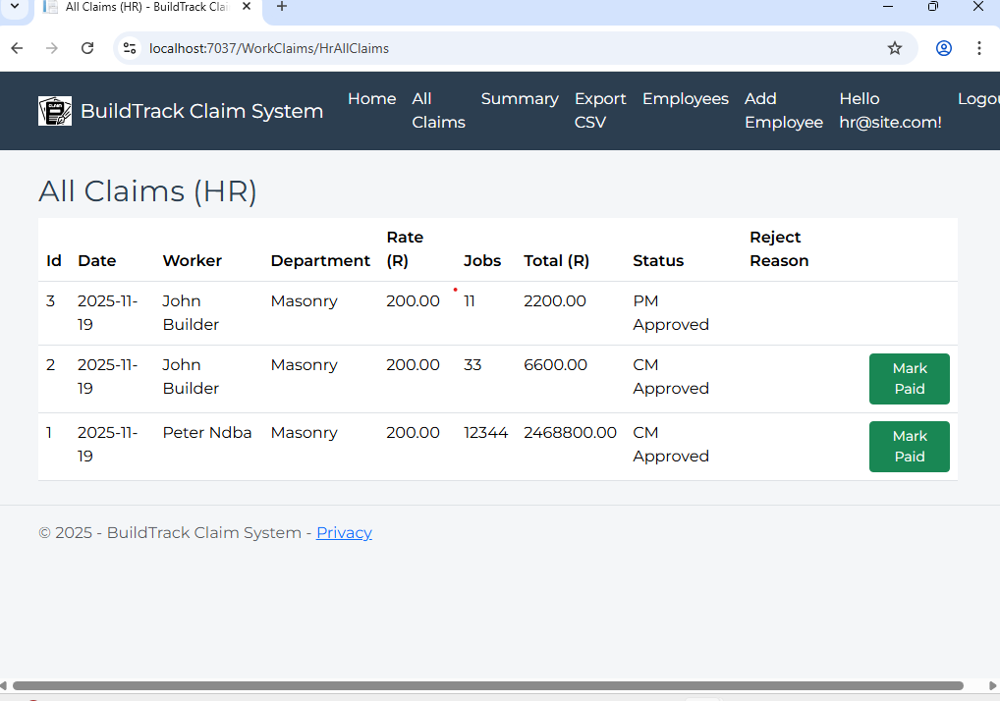 All Claims (HR) - BuildTrack Clai
localhost:7037/WorkClaims/HrAllClaims
BuildTrack Claim System Home All Claims Summary Export CSV Employees Add Employee Hello hr@site.com! Logou
All Claims (HR)
Id Date Worker Department Rate (R) Jobs Total (R) Status Reject Reason
3 2025-11-19 John Builder Masonry 200.00 11 2200.00 PM Approved
2 2025-11-19 John Builder Masonry 200.00 33 6600.00 CM Approved Mark Paid
1 2025-11-19 Peter Ndba Masonry 200.00 12344 2468800.00 CM Approved Mark Paid
© 2025 - BuildTrack Claim System - Privacy